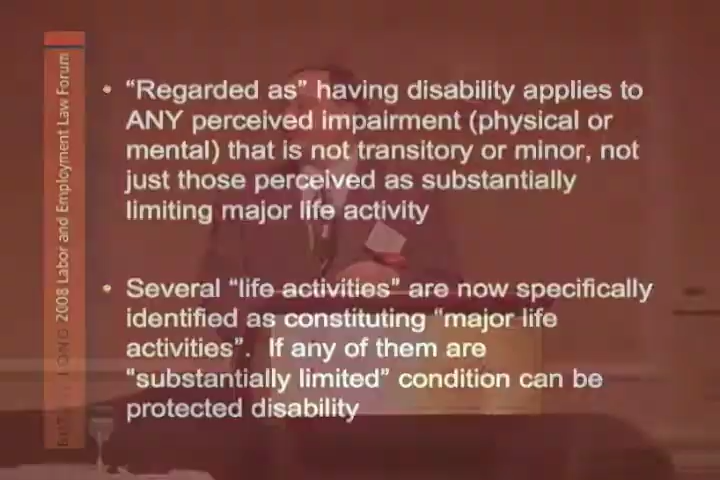 • "Regarded as" having disability applies to
ANY perceived impairment (physical or
mental) that is not transitory or minor, not
just those perceived as substantially
limiting major life activity
• Several "life activities" are now specifically
identified as constituting "major life
activities".  If any of them are
"substantially limited" condition can be
protected disability
LONG 2008 Labor and Employment Law Forum